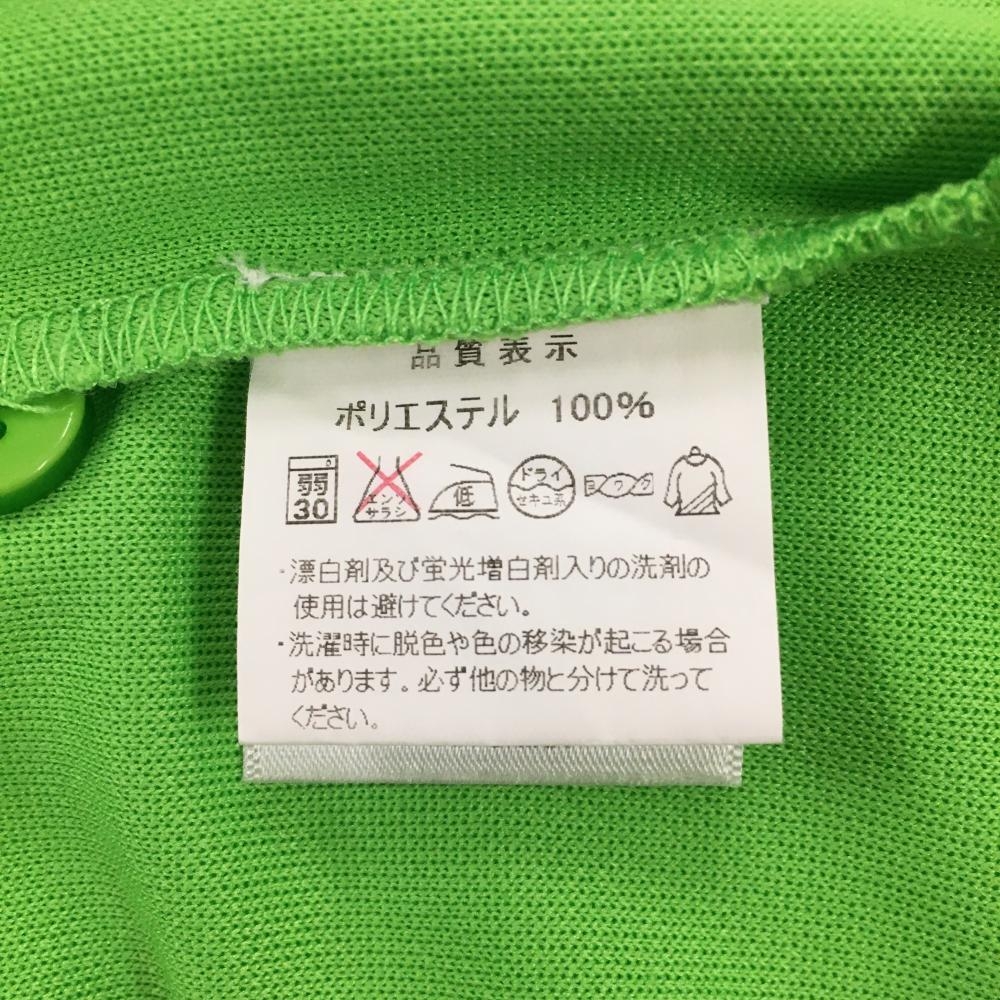 品質表示
ポリエステル 100%
弱
30
エンソ
サラシ
低
ドライ
セキユ系
ヨワク
・漂白剤及び蛍光増白剤入りの洗剤の
使用は避けてください。
・洗濯時に脱色や色の移染が起こる場合
があります。必ず他の物と分けて洗って
ください。